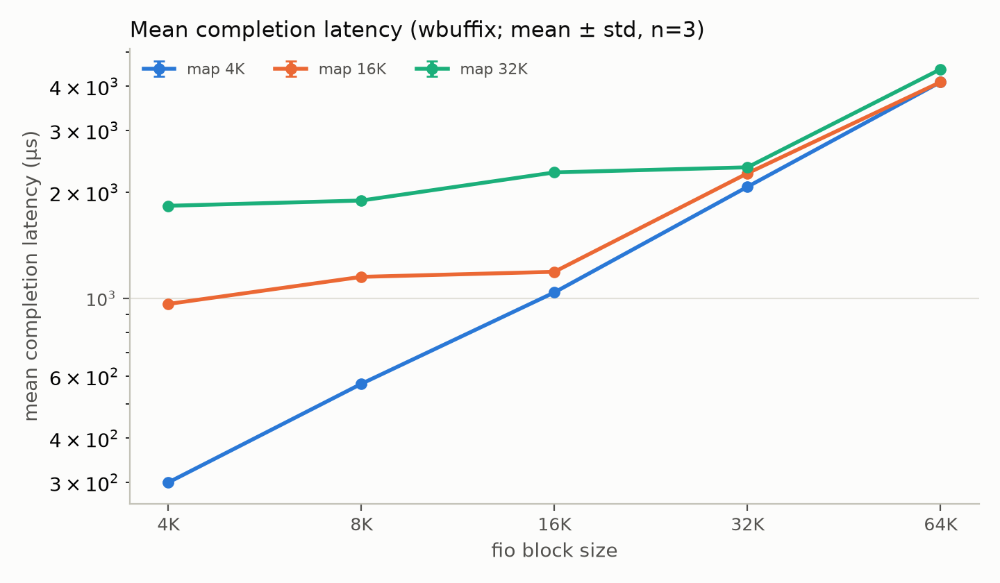 Mean completion latency (wbuffix; mean ± std, n=3)
map 4K map 16K map 32K
mean completion latency (µs)
4 × 10³
3 × 10³
2 × 10³
10³
6 × 10²
4 × 10²
3 × 10²
4K 8K 16K 32K 64K
fio block size